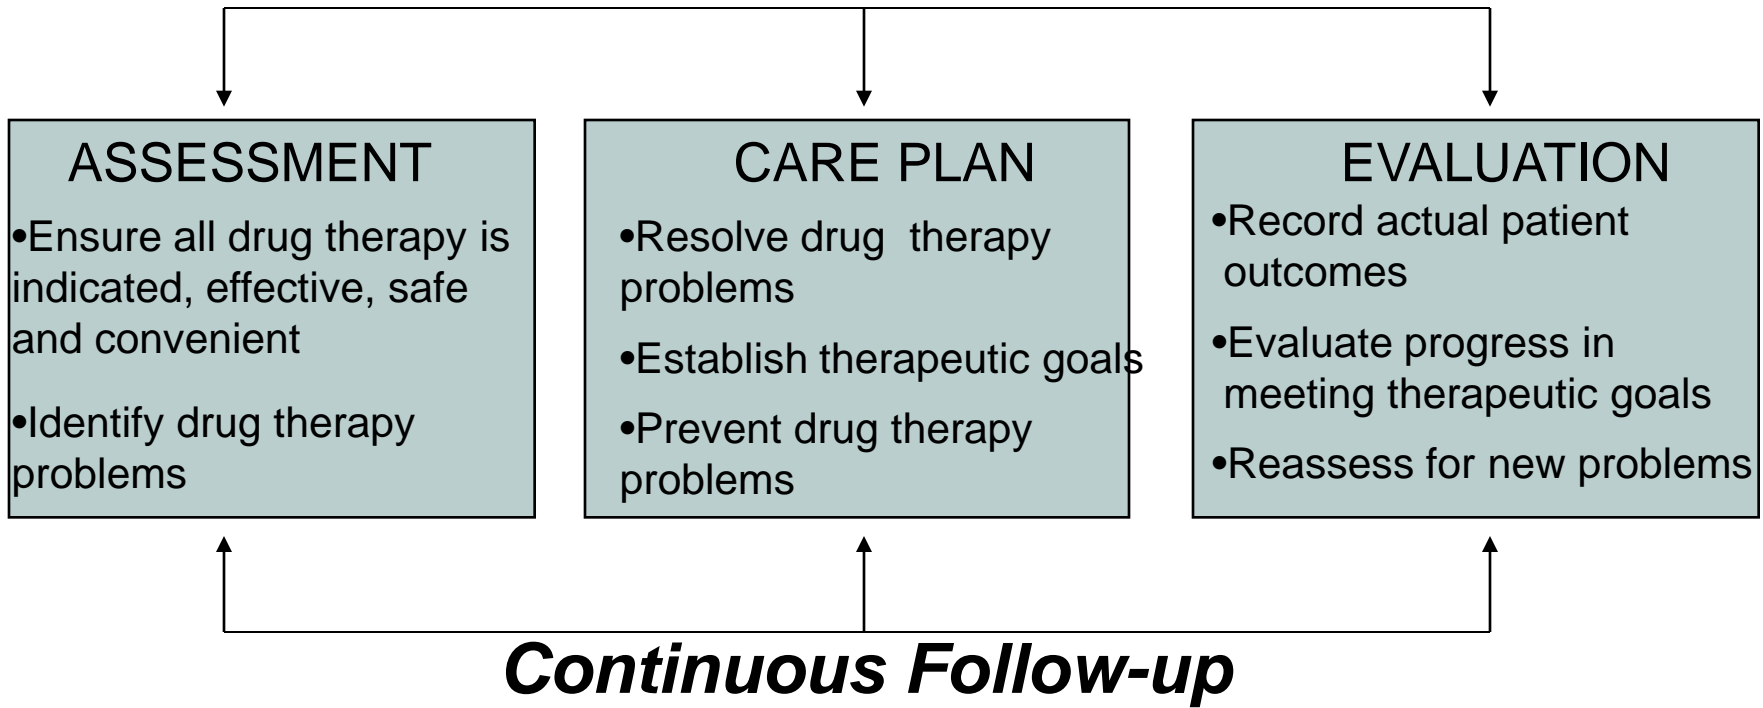 ASSESSMENT
•Ensure all drug therapy is
indicated, effective, safe
and convenient
•Identify drug therapy
problems
CARE PLAN
•Resolve drug  therapy
problems
•Establish therapeutic goals
•Prevent drug therapy
problems
EVALUATION
•Record actual patient
outcomes
•Evaluate progress in
meeting therapeutic goals
•Reassess for new problems
Continuous Follow-up